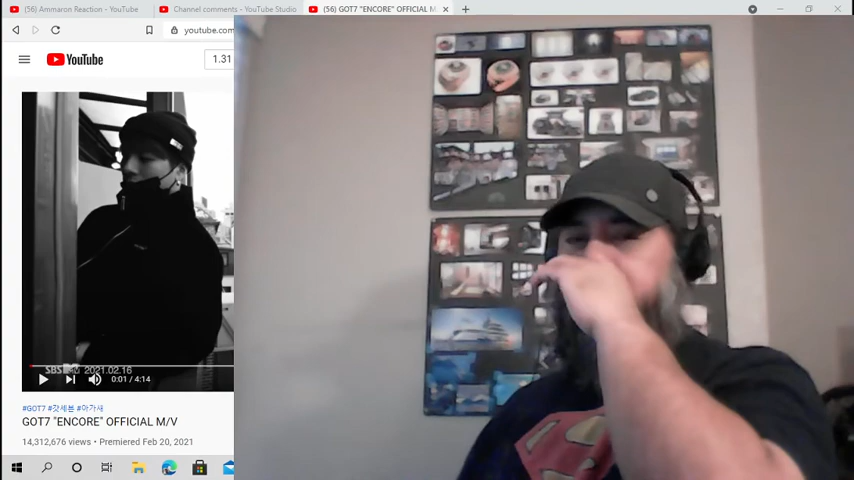 (56) Ammaron Reaction - YouTube
Channel comments - YouTube Studio
(56) GOT7 "ENCORE" OFFICIAL M
youtube.com
YouTube
1.31
2021.02.16
0:01 / 4:14
#GOT7 #갓세븐 #아가새
GOT7 "ENCORE" OFFICIAL M/V
14,312,676 views • Premiered Feb 20, 2021